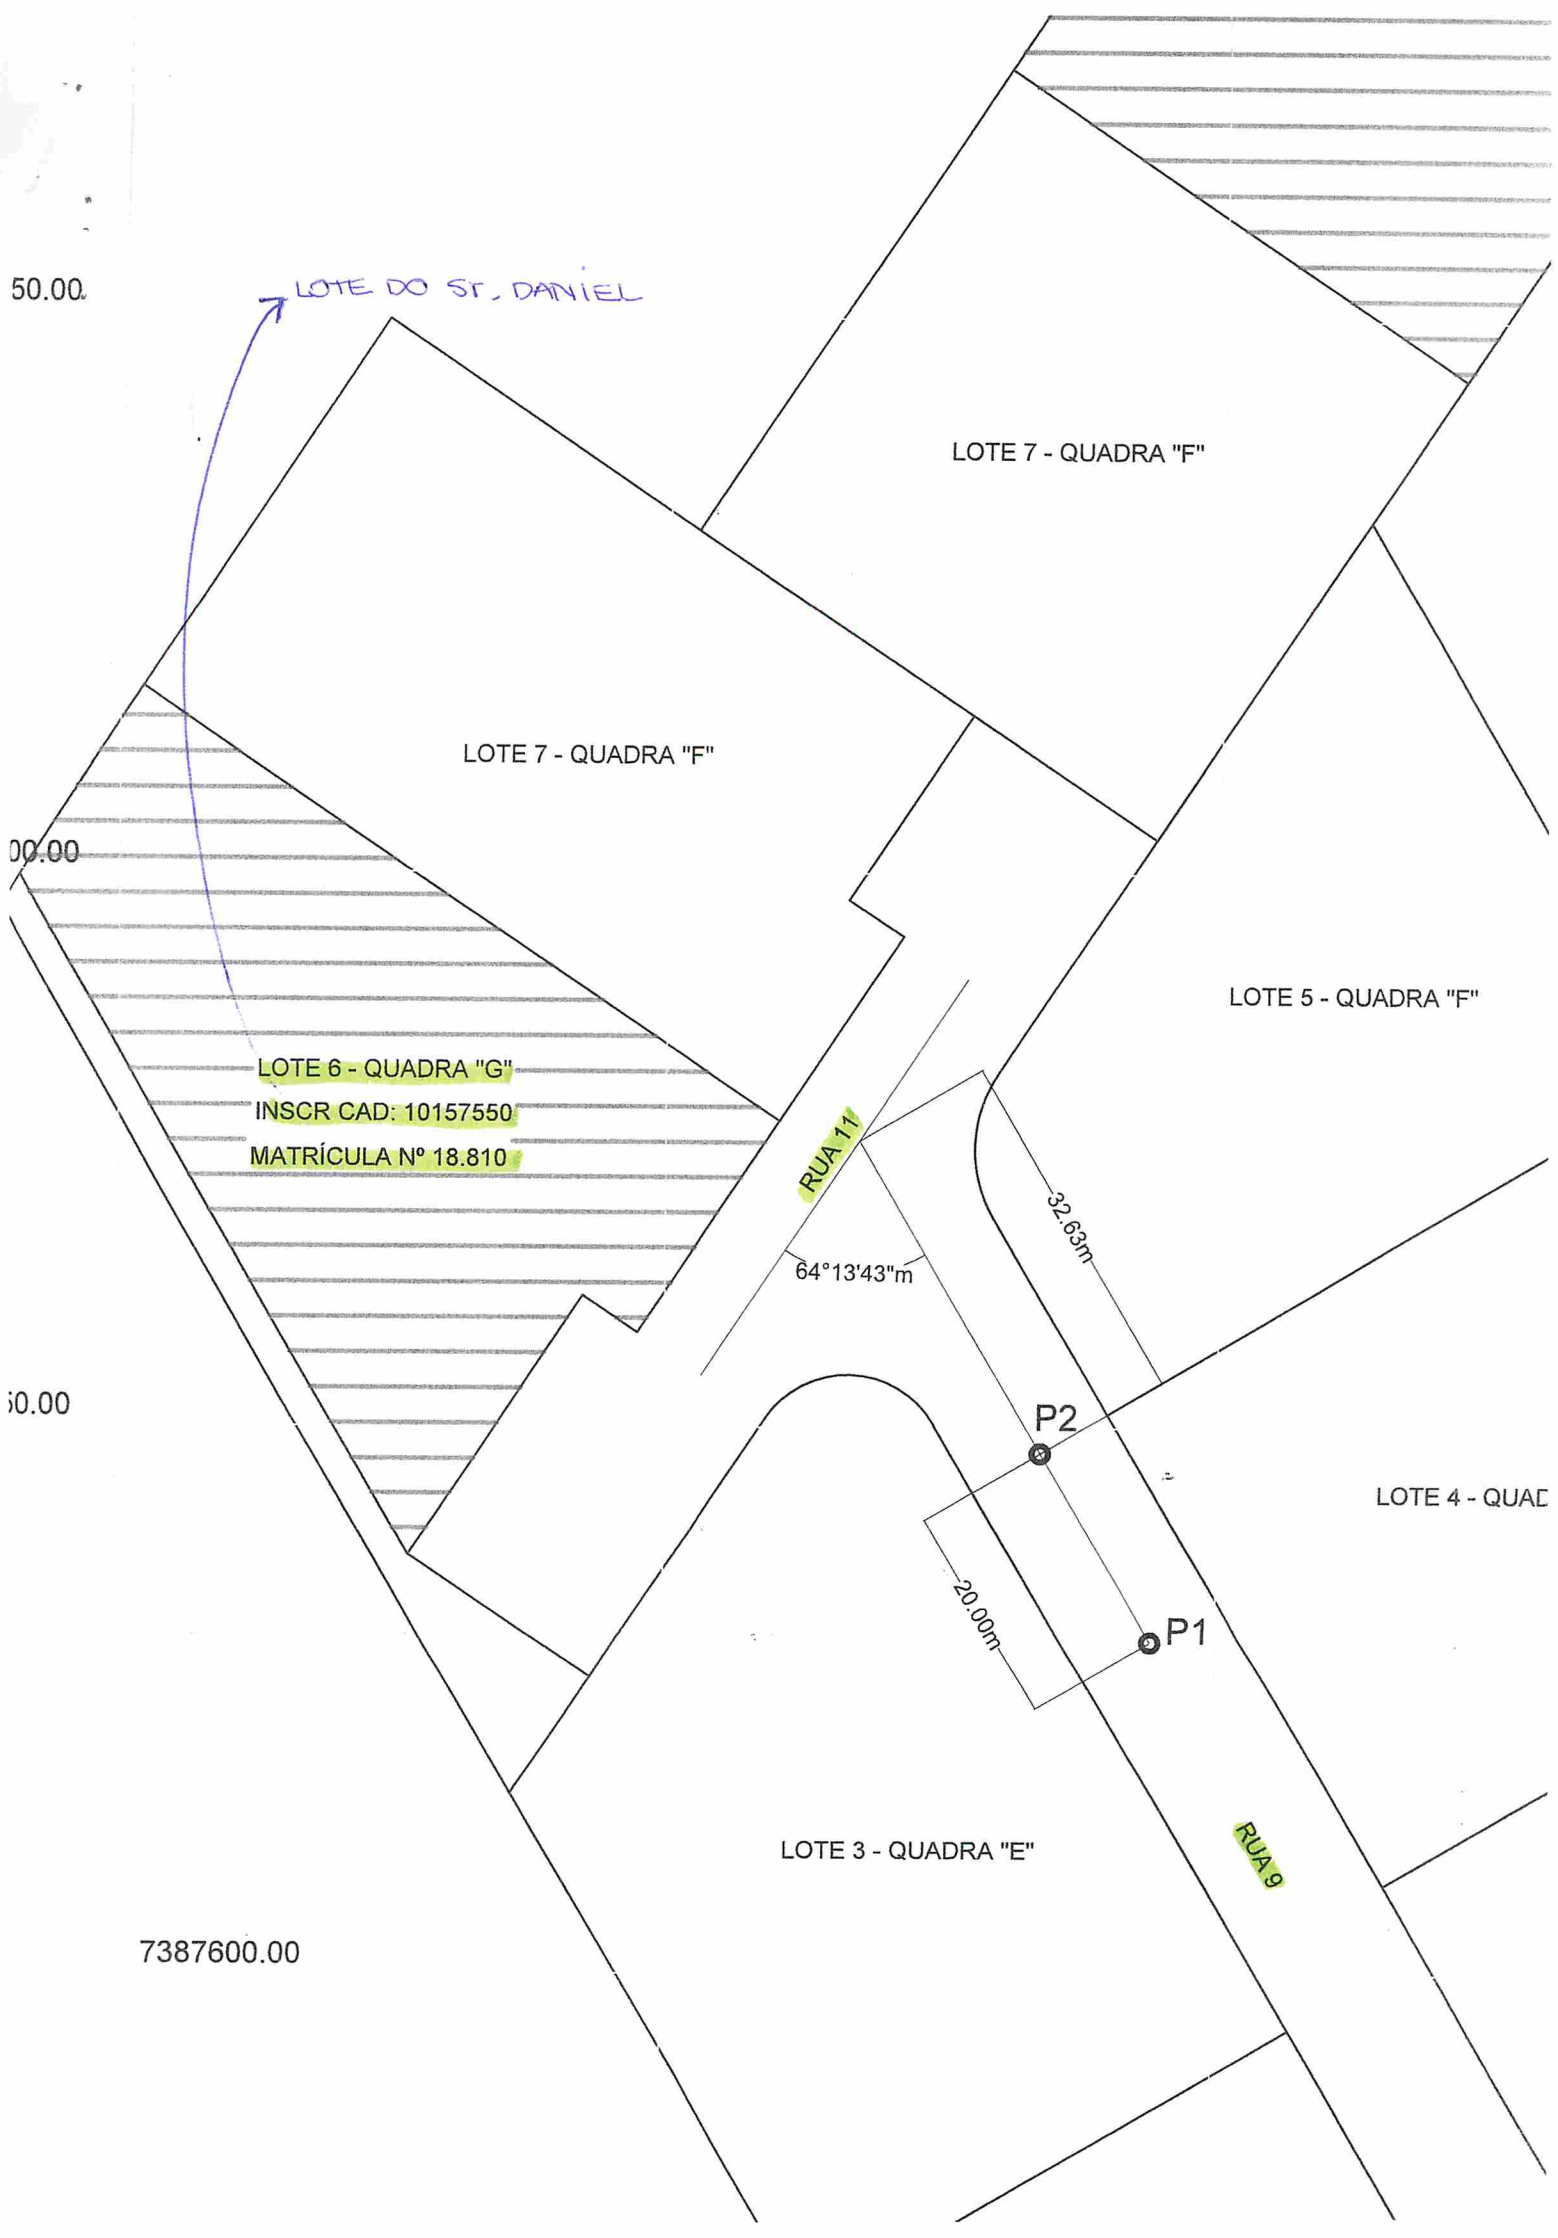 50.00
LOTE DO ST. DANIEL
LOTE 7 - QUADRA "F"
LOTE 7 - QUADRA "F"
00.00
LOTE 5 - QUADRA "F"
LOTE 6 - QUADRA "G"
INSCR CAD: 10157550
MATRÍCULA Nº 18.810
RUA 11
32.63m
64°13'43"m
50.00
P2
LOTE 4 - QUAD
20.00m
P1
LOTE 3 - QUADRA "E"
RUA 9
7387600.00